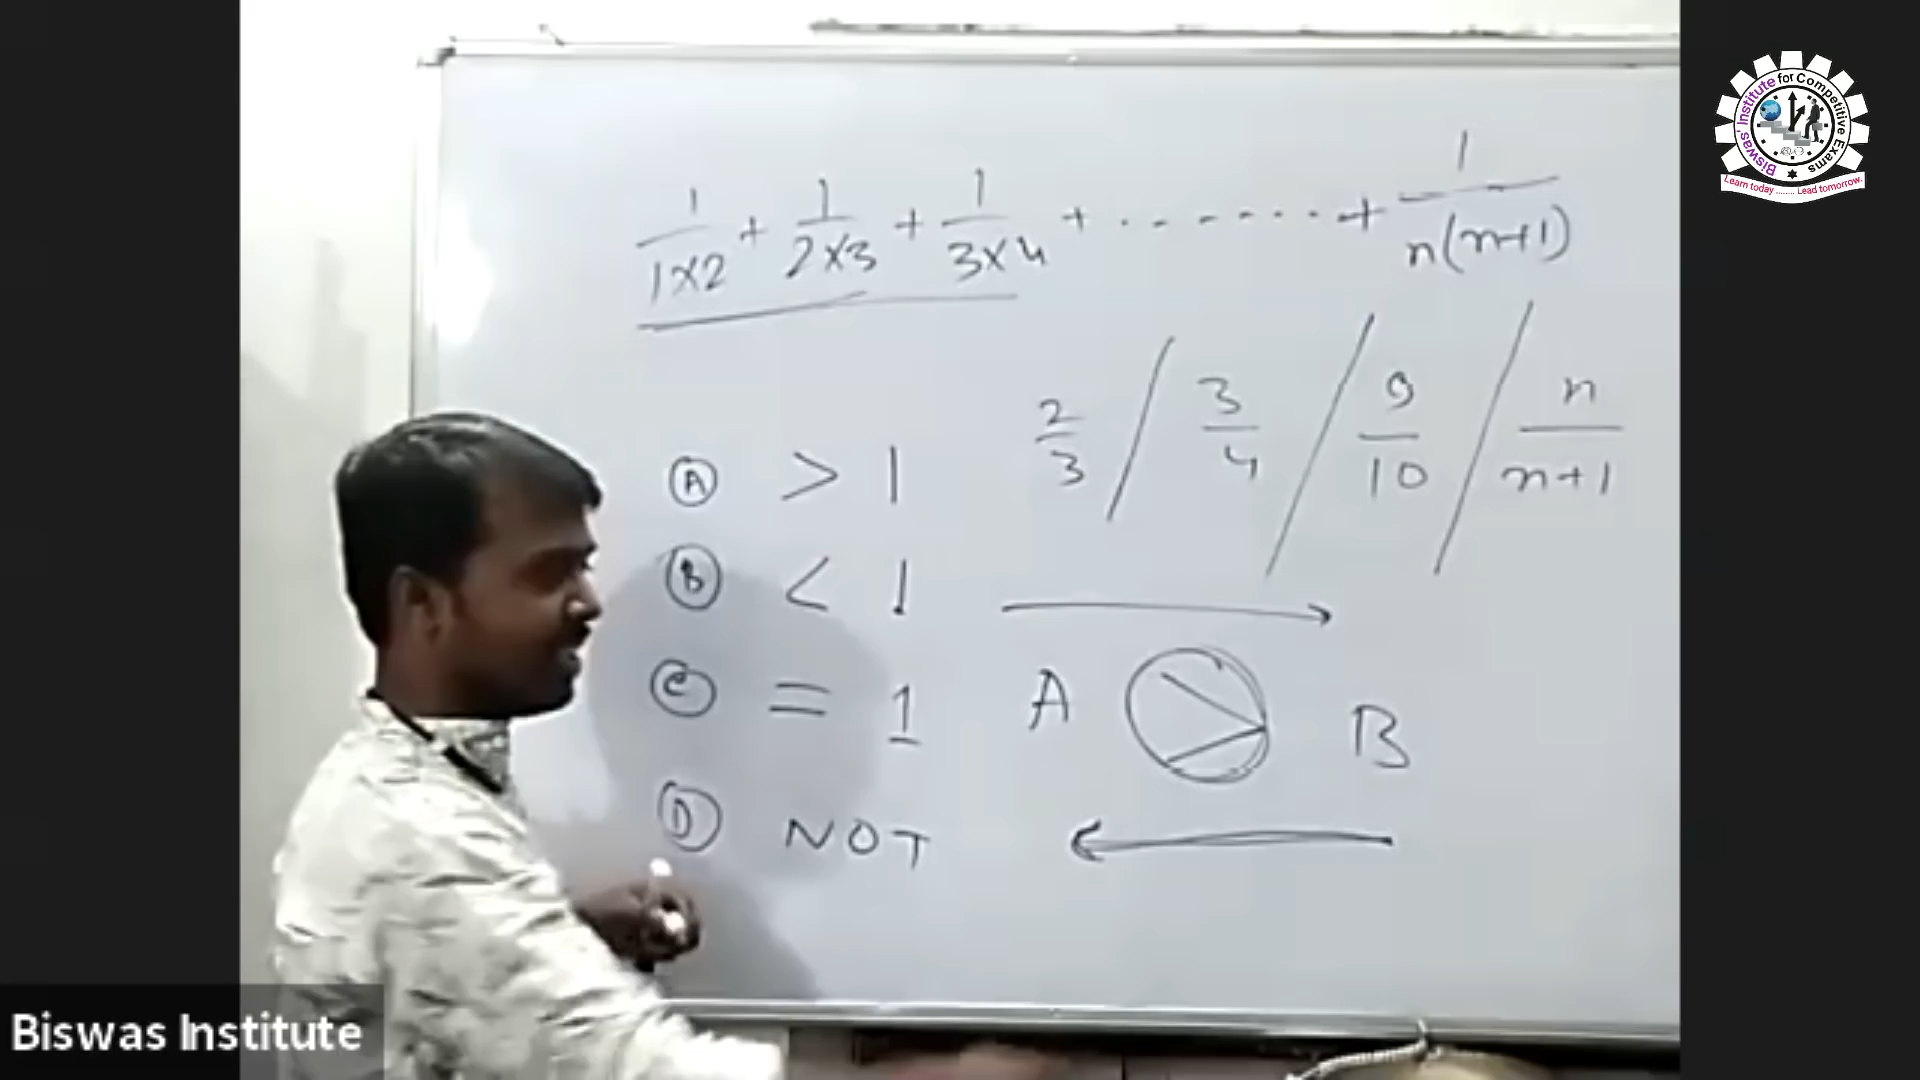 Biswas' Institute for Competitive Exams
Learn today ........ Lead tomorrow.
1/1×2 + 1/2×3 + 1/3×4 + ........ + 1/n(n+1)
2/3 / 3/4 / 9/10 / n/n+1
A > 1
B < 1
C = 1
D NOT
A > B
Biswas Institute